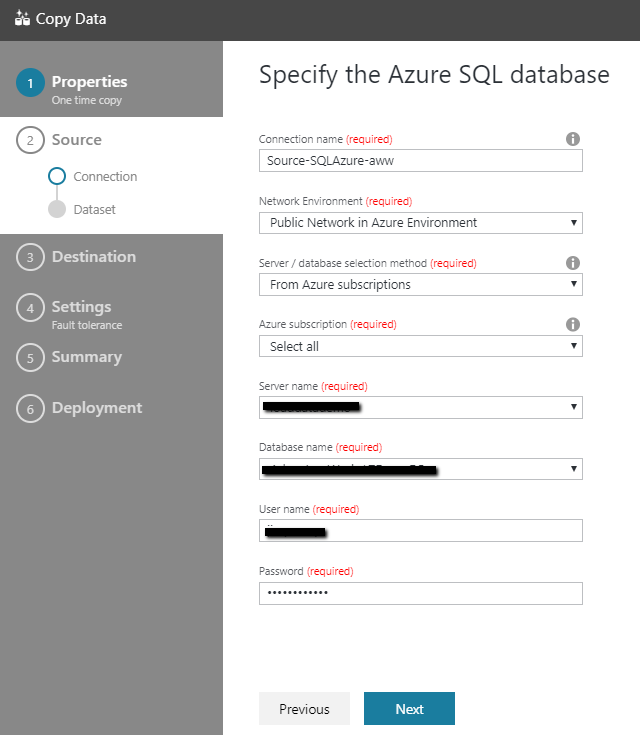 Copy Data
1 Properties
One time copy
2 Source
Connection
Dataset
3 Destination
4 Settings
Fault tolerance
5 Summary
6 Deployment
Specify the Azure SQL database
Connection name (required)
Source-SQLAzure-aww
Network Environment (required)
Public Network in Azure Environment
Server / database selection method (required)
From Azure subscriptions
Azure subscription (required)
Select all
Server name (required)
Database name (required)
User name (required)
Password (required)
••••••••••••
Previous Next